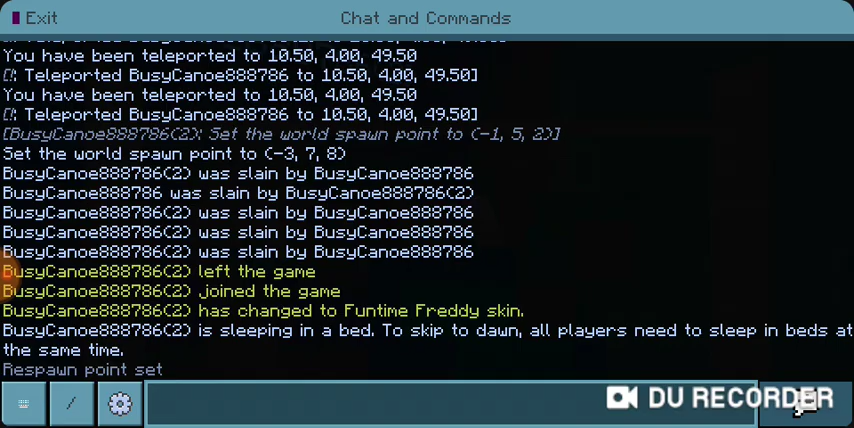 Exit
Chat and Commands
You have been teleported to 10.50, 4.00, 49.50
[!: Teleported BusyCanoe888786 to 10.50, 4.00, 49.50]
You have been teleported to 10.50, 4.00, 49.50
[!: Teleported BusyCanoe888786 to 10.50, 4.00, 49.50]
[BusyCanoe888786(2): Set the world spawn point to (-1, 5, 2)]
Set the world spawn point to (-3, 7, 8)
BusyCanoe888786(2) was slain by BusyCanoe888786
BusyCanoe888786 was slain by BusyCanoe888786(2)
BusyCanoe888786(2) was slain by BusyCanoe888786
BusyCanoe888786(2) was slain by BusyCanoe888786
BusyCanoe888786(2) was slain by BusyCanoe888786
BusyCanoe888786(2) left the game
BusyCanoe888786(2) joined the game
BusyCanoe888786(2) has changed to Funtime Freddy skin.
BusyCanoe888786(2) is sleeping in a bed. To skip to dawn, all players need to sleep in beds at
the same time.
Respawn point set
/
DU RECORDER